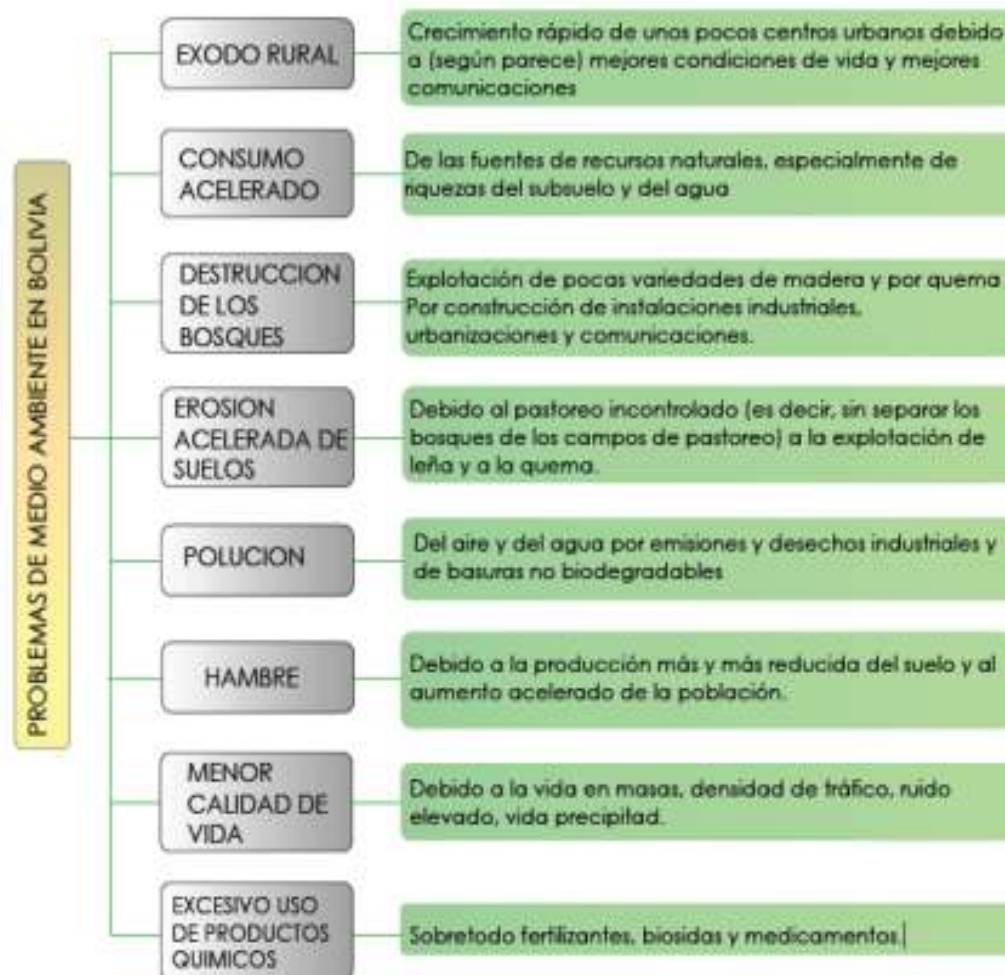 PROBLEMAS DE MEDIO AMBIENTE EN BOLIVIA
EXODO RURAL
Crecimiento rápido de unos pocos centros urbanos debido
a (según parece) mejores condiciones de vida y mejores
comunicaciones
CONSUMO
ACELERADO
De las fuentes de recursos naturales, especialmente de
riquezas del subsuelo y del agua
DESTRUCCION
DE LOS
BOSQUES
Explotación de pocas variedades de madera y por quema
Por construcción de instalaciones industriales,
urbanizaciones y comunicaciones.
EROSION
ACELERADA DE
SUELOS
Debido al pastoreo incontrolado (es decir, sin separar los
bosques de los campos de pastoreo) a la explotación de
leña y a la quema.
POLUCION
Del aire y del agua por emisiones y desechos industriales y
de basuras no biodegradables
HAMBRE
Debido a la producción más y más reducida del suelo y al
aumento acelerado de la población.
MENOR
CALIDAD DE
VIDA
Debido a la vida en masas, densidad de tráfico, ruido
elevado, vida precipitad.
EXCESIVO USO
DE PRODUCTOS
QUIMICOS
Sobretodo fertilizantes, biosidas y medicamentos.